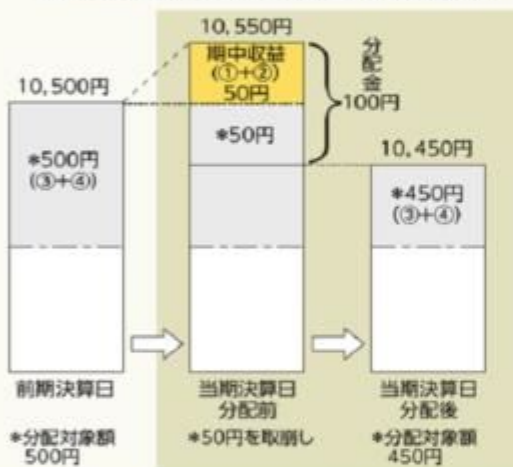 10,550円
期中収益
(①+②)
50円
*50円
分配金
100円
10,500円
*500円
(③+④)
10,450円
*450円
(③+④)
前期決算日
当期決算日
分配前
当期決算日
分配後
*分配対象額
500円
*50円を取崩し
*分配対象額
450円